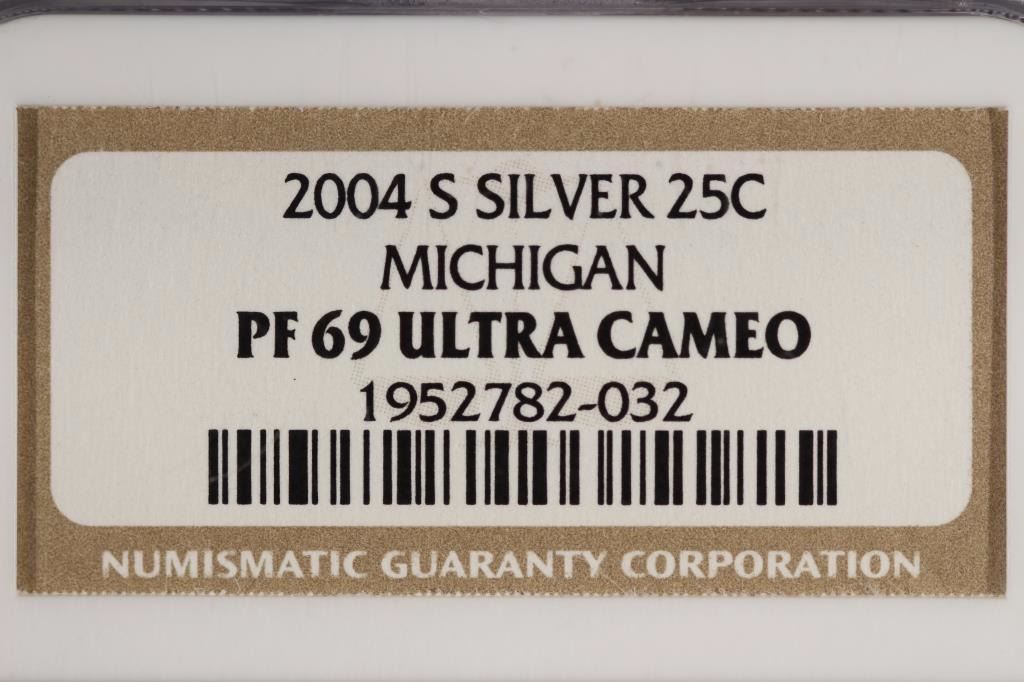 2004 S SILVER 25C
MICHIGAN
PF 69 ULTRA CAMEO
1952782-032
NUMISMATIC GUARANTY CORPORATION